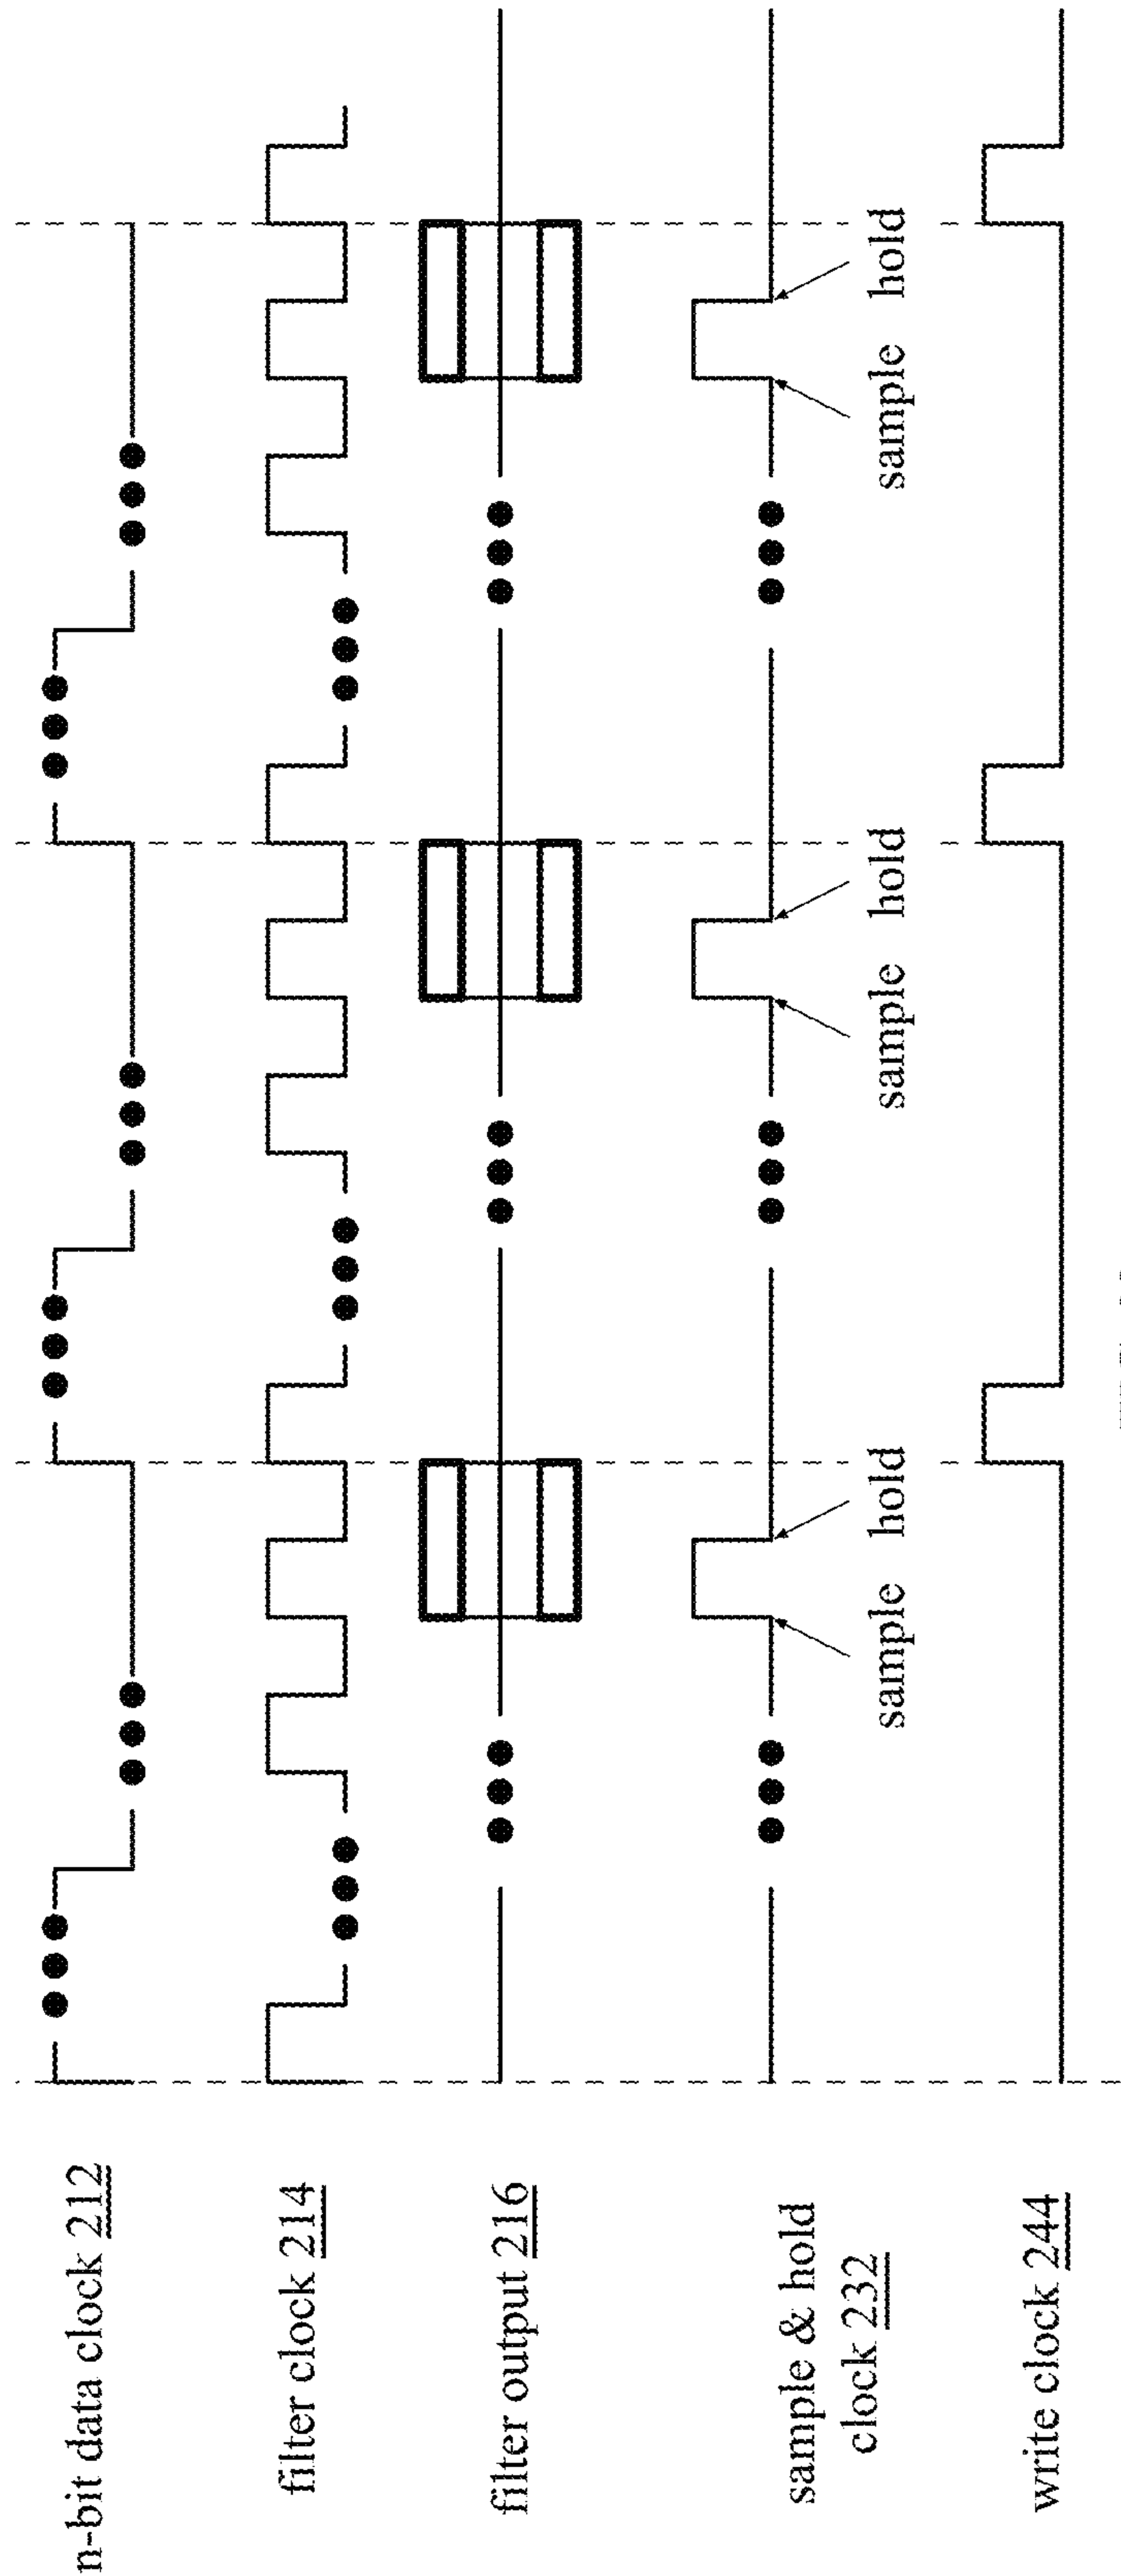 n-bit data clock 212
filter clock 214
filter output 216
sample & hold
clock 232
sample hold
sample hold
sample hold
write clock 244